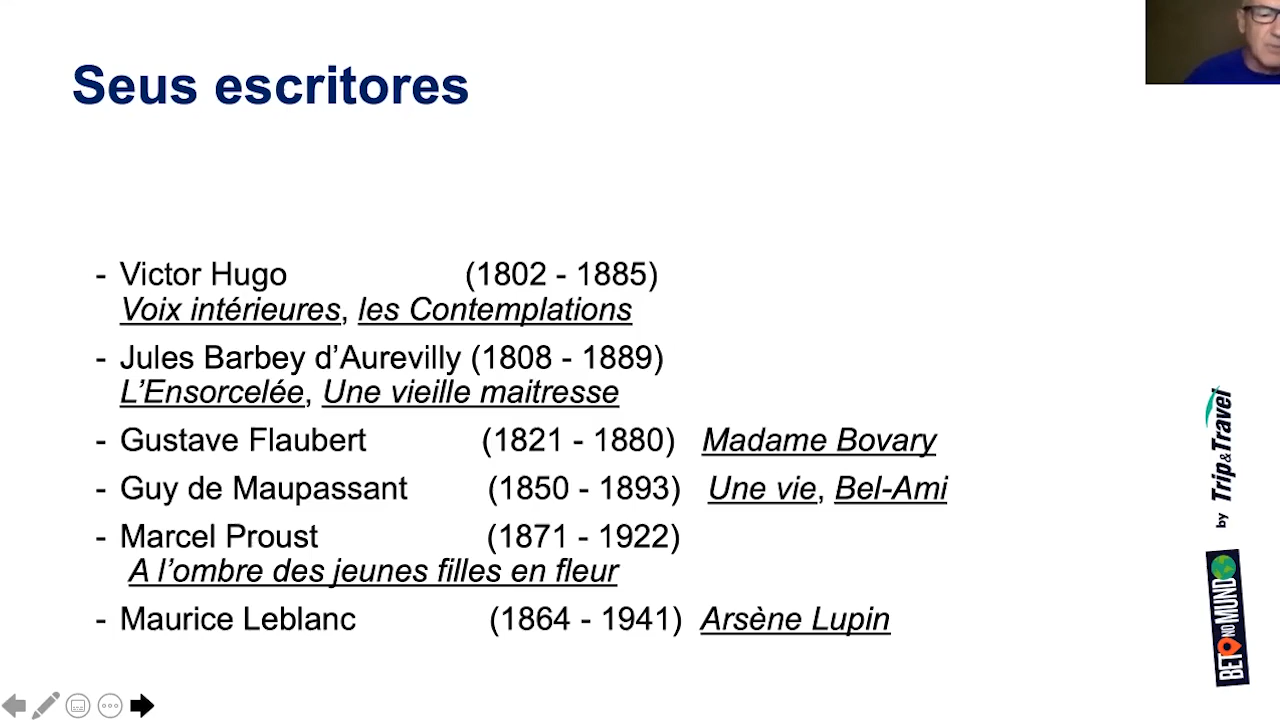 Seus escritores
- Victor Hugo (1802 - 1885)
Voix intérieures, les Contemplations
- Jules Barbey d’Aurevilly (1808 - 1889)
L’Ensorcelée, Une vieille maitresse
- Gustave Flaubert (1821 - 1880) Madame Bovary
- Guy de Maupassant (1850 - 1893) Une vie, Bel-Ami
- Marcel Proust (1871 - 1922)
A l’ombre des jeunes filles en fleur
- Maurice Leblanc (1864 - 1941) Arsène Lupin
BETO NO MUNDO
by Trip&Travel